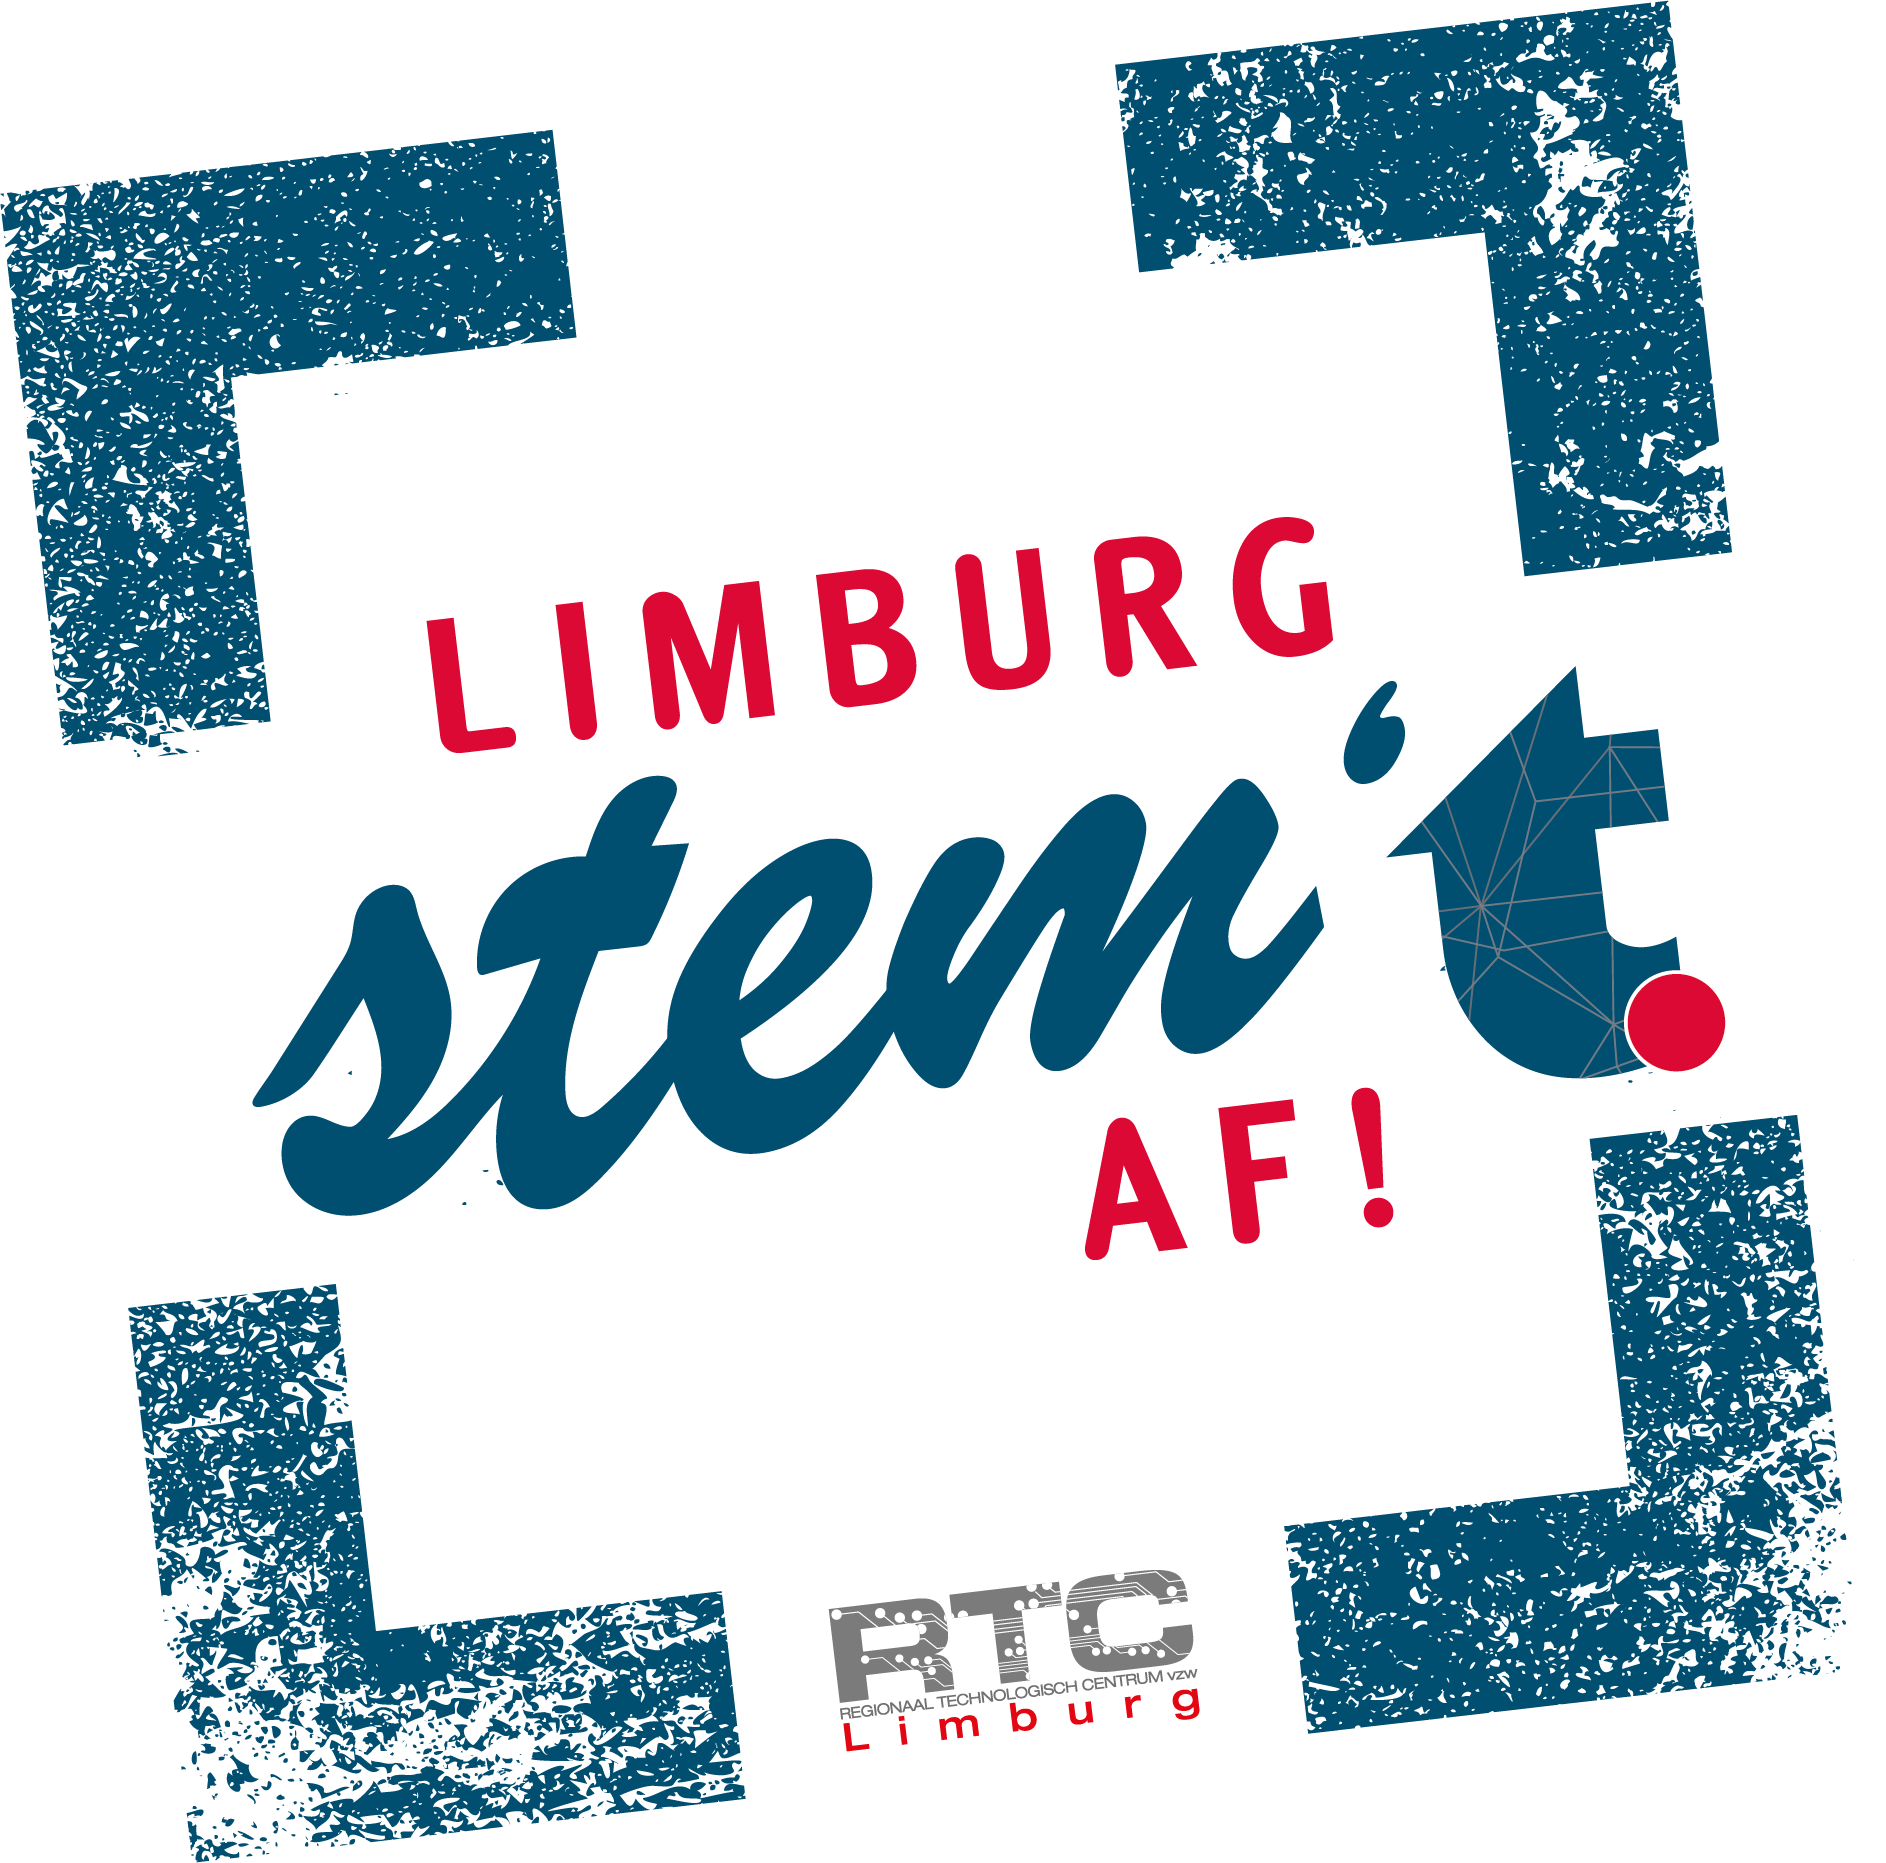 LIMBURG
stem‘t.
AF!
RTC
REGIONAAL TECHNOLOGISCH CENTRUM vzw
Limburg